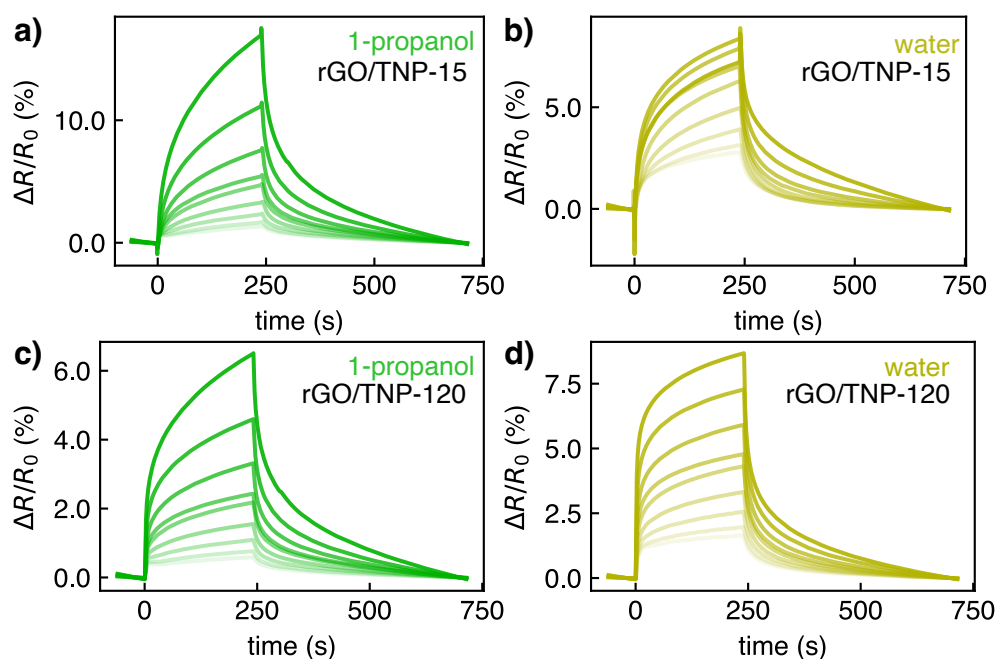 a)
1-propanol
rGO/TNP-15
10.0
0.0
ΔR/R₀ (%)
0 250 500 750
time (s)
b)
water
rGO/TNP-15
5.0
0.0
ΔR/R₀ (%)
0 250 500 750
time (s)
c)
1-propanol
rGO/TNP-120
6.0
4.0
2.0
0.0
ΔR/R₀ (%)
0 250 500 750
time (s)
d)
water
rGO/TNP-120
7.5
5.0
2.5
0.0
ΔR/R₀ (%)
0 250 500 750
time (s)